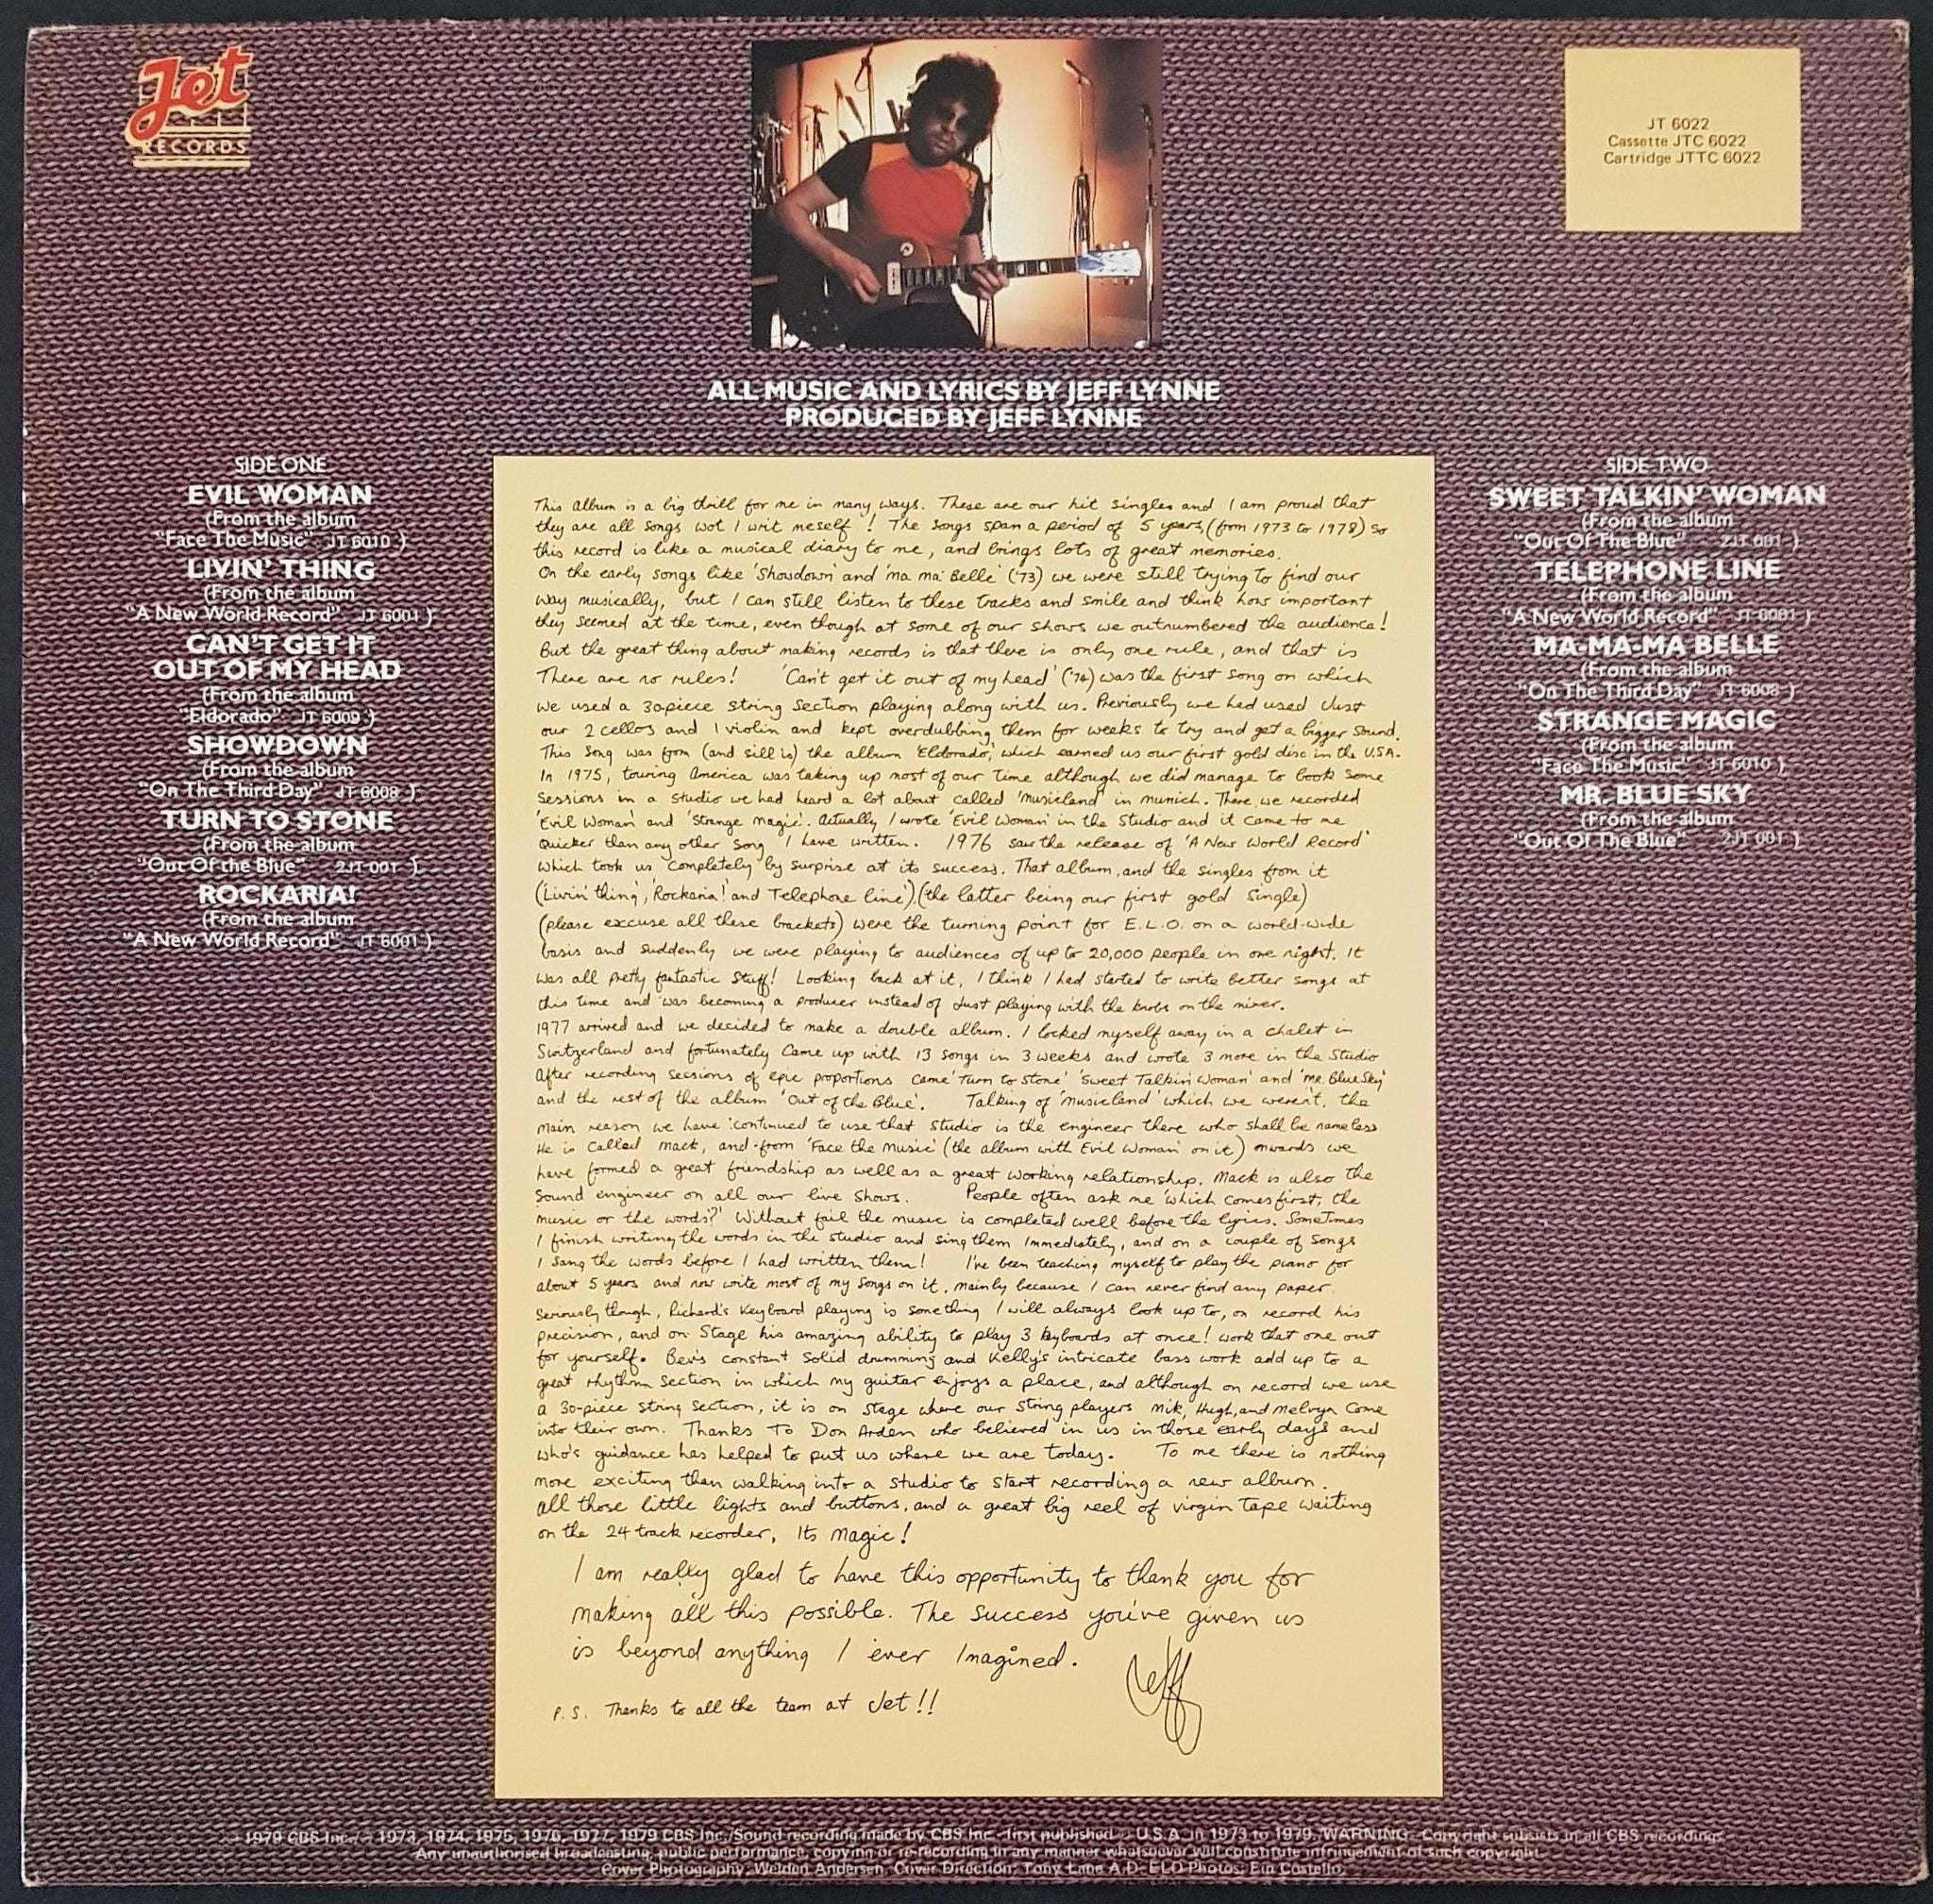 Jet
RECORDS
JT 6022
Cassette JTC 6022
Cartridge JTTC 6022
ALL MUSIC AND LYRICS BY JEFF LYNNE
PRODUCED BY JEFF LYNNE
SIDE ONE
EVIL WOMAN
(From the album
"Face The Music" JT 6010 )
LIVIN' THING
(From the album
"A New World Record" JT 6001 )
CAN'T GET IT
OUT OF MY HEAD
(From the album
"Eldorado" JT 6009 )
SHOWDOWN
(From the album
"On The Third Day" JT 6008 )
TURN TO STONE
(From the album
"Out Of the Blue" 2JT 001 )
ROCKARIA!
(From the album
"A New World Record" JT 6001 )
This album is a big thrill for me in many ways. These are our hit singles and I am proud that
they are all songs wot I writ meself! The songs span a period of 5 years, (from 1973 to 1978) so
this record is like a musical diary to me, and brings lots of great memories.
On the early songs like 'Showdown' and 'ma ma Belle' ('73) we were still trying to find our
way musically, but I can still listen to these tracks and smile and think how important
they seemed at the time, even though at some of our shows we outnumbered the audience!
But the great thing about making records is that there is only one rule, and that is
There are no rules! 'Can't get it out of my head' ('74) was the first song on which
we used a 30 piece string section playing along with us. Previously we had used Just
our 2 cellos and 1 violin and kept overdubbing them for weeks to try and get a bigger sound.
This song was from (and sill is) the album 'Eldorado', which earned us our first gold disc in the U.S.A.
In 1975, touring America was taking up most of our time although we did manage to book some
sessions in a studio we had heard a lot about called 'Musicland' in munich. There, we recorded
'Evil Woman' and 'Strange Magic'. Actually I wrote 'Evil Woman' in the Studio and it came to me
quicker than any other song I have written. 1976 saw the release of 'A New World Record'
which took us completely by surprise at its success. That album, and the singles from it
('Livin' thing', 'Rockaria!' and Telephone line') (the latter being our first gold single)
(please excuse all these brackets) were the turning point for E.L.O. on a world-wide
basis and suddenly we were playing to audiences of up to 20,000 people in one night. It
was all pretty fantastic stuff! Looking back at it, I think I had started to write better songs at
this time and was becoming a producer instead of Just playing with the knobs on the mixer.
1977 arrived and we decided to make a double album. I locked myself away in a chalet in
Switzerland and fortunately came up with 13 songs in 3 weeks and wrote 3 more in the Studio
After recording sessions of epic proportions came 'Turn to stone' 'Sweet Talkin' Woman' and 'Mr. Blue Sky'
and the rest of the album 'Out of the Blue'. Talking of 'musicland' which we weren't, the
main reason we have continued to use that studio is the engineer there who shall be nameless
He is called Mack, and from 'Face the Music' (the album with Evil Woman' on it) onwards we
have formed a great friendship as well as a great working relationship. Mack is also the
sound engineer on all our live shows. People often ask me 'which comes first, the
music or the words?' Without fail the music is completed well before the lyrics. Sometimes
I finish writing the words in the studio and sing them Immediately, and on a couple of songs
I sang the words before I had written them! I've been teaching myself to play the piano for
about 5 years and now write most of my songs on it, mainly because I can never find any paper.
Seriously though, Richard's Keyboard playing is something I will always look up to, on record his
precision, and on stage his amazing ability to play 3 keyboards at once! work that one out
for yourself. Bev's constant solid drumming and Kelly's intricate bass work add up to a
great rhythm section in which my guitar enjoys a place, and although on record we use
a 30-piece string section, it is on stage where our string players Mik, Hugh, and Melvyn come
into their own. Thanks To Don Arden who believed in us in those early days and
who's guidance has helped to put us where we are today. To me there is nothing
more exciting than walking into a studio to start recording a new album.
all those little lights and buttons, and a great big reel of virgin tape waiting
on the 24 track recorder, Its magic!
I am really glad to have this opportunity to thank you for
making all this possible. The success you've given us
is beyond anything I ever Imagined.
Jeff
P.S. Thanks to all the team at Jet!!
SIDE TWO
SWEET TALKIN' WOMAN
(From the album
"Out Of The Blue" 2JT 001 )
TELEPHONE LINE
(From the album
"A New World Record" JT 6001 )
MA-MA-MA BELLE
(From the album
"On The Third Day" JT 6008 )
STRANGE MAGIC
(From the album
"Face The Music" JT 6010 )
MR. BLUE SKY
(From the album
"Out Of The Blue" 2JT 001 )
1979 CBS Inc./ 1973, 1974, 1975, 1976, 1977, 1979 CBS Inc./Sound recording made by CBS Inc.-first published U.S.A. in 1973 to 1979./WARNING- Copyright subsists in all CBS recordings.
Any unauthorised broadcasting, public performance, copying or re-recording in any manner whatsoever will constitute infringement of such copyright.
Cover Photography; Welden Andersen. Cover Direction; Tony Lane A.D. ELO Photos; Ein Costello.